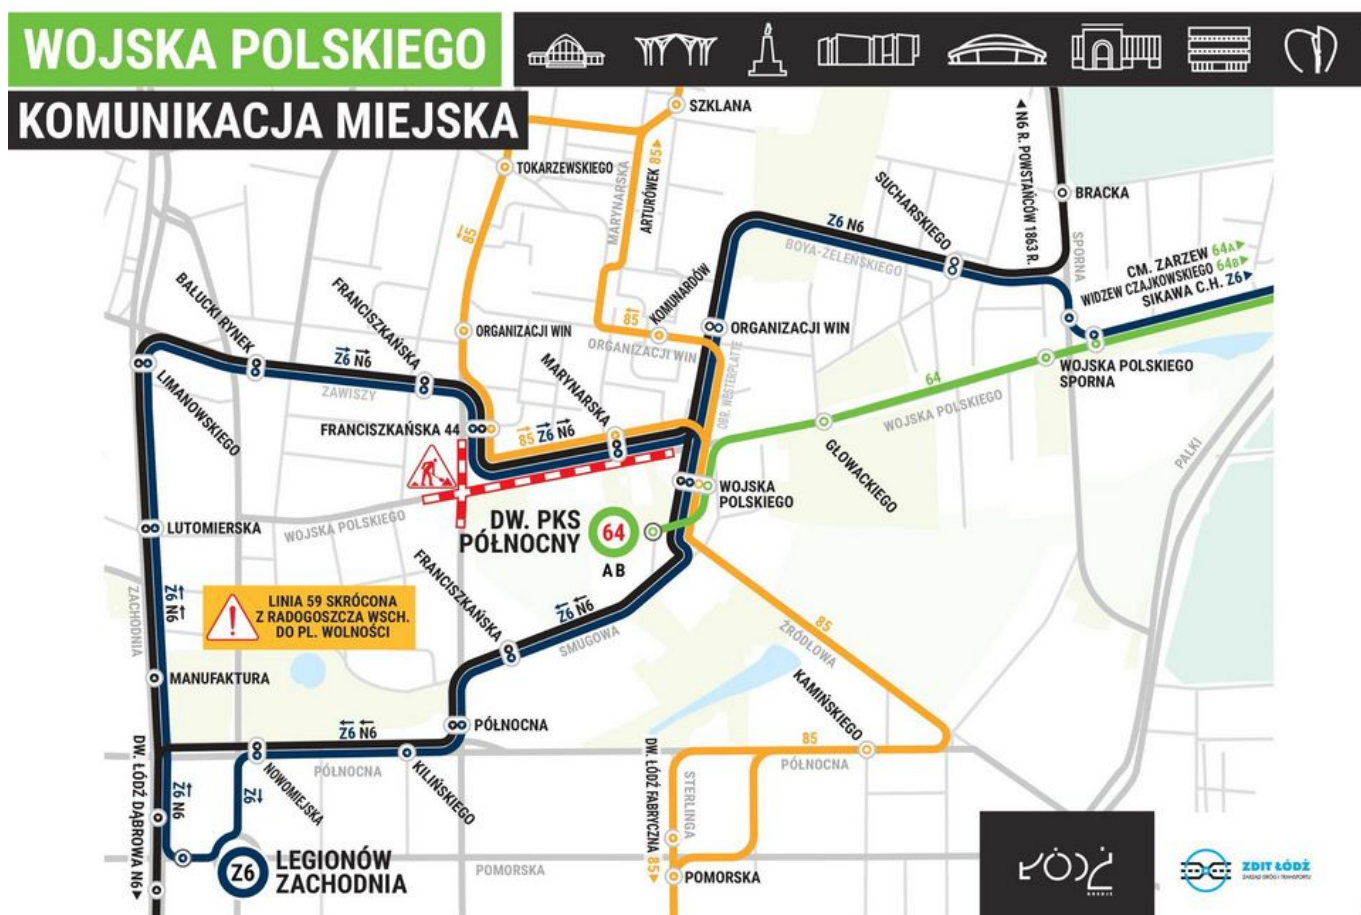 WOJSKA POLSKIEGO
KOMUNIKACJA MIEJSKA
SZKLANA
TOKARZEWSKIEGO
MARYNARSKA
ARTURÓWEK 85
85
N6 R. POWSTAŃCÓW 1863 R.
BRACKA
SUCHARSKIEGO
Z6 N6
BOYA-ŻELEŃSKIEGO
SPORNA
CM. ZARZEW 64A
WIDZEW CZAJKOWSKIEGO 64B
SIKAWA C.H. Z6
BAŁUCKI RYNEK
FRANCISZKAŃSKA
KOMUNARDÓW
85
ORGANIZACJI WIN
ORGANIZACJI WIN
ORGANIZACJI WIN
OBR. WESTERPLATTE
Z6 N6
ZAWISZY
LIMANOWSKIEGO
MARYNARSKA
64
WOJSKA POLSKIEGO
SPORNA
WOJSKA POLSKIEGO
GŁOWACKIEGO
PALKI
FRANCISZKAŃSKA 44
85 Z6 N6
WOJSKA
POLSKIEGO
LUTOMIERSKA
WOJSKA POLSKIEGO
DW. PKS
PÓŁNOCNY
64
A B
FRANCISZKAŃSKA
Z6 N6
SMUGOWA
Z6 N6
ZACHODNIA
LINIA 59 SKRÓCONA
Z RADOGOSZCZA WSCH.
DO PL. WOLNOŚCI
85
ŹRÓDŁOWA
MANUFAKTURA
KAMIŃSKIEGO
PÓŁNOCNA
Z6 N6
PÓŁNOCNA
KILIŃSKIEGO
NOWOMIEJSKA
85
PÓŁNOCNA
DW. ŁÓDŹ DĄBROWA N6
Z6 N6
Z6
DW. ŁÓDŹ FABRYCZNA 85
STERLINGA
Z6
LEGIONÓW
ZACHODNIA
POMORSKA
POMORSKA
ZDIT ŁÓDŹ
ZARZĄD DRÓG I TRANSPORTU